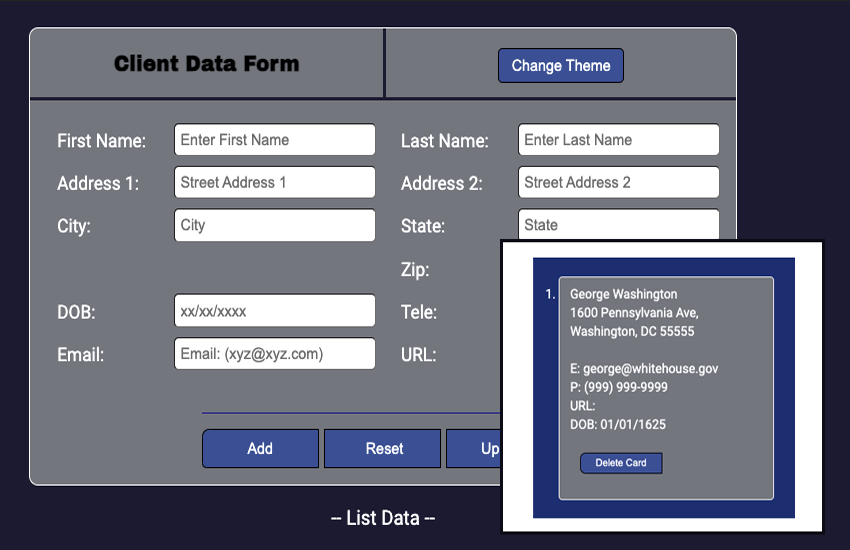 Client Data Form
Change Theme
First Name: Enter First Name Last Name: Enter Last Name
Address 1: Street Address 1 Address 2: Street Address 2
City: City State: State
Zip:
DOB: xx/xx/xxxx Tele:
Email: Email: (xyz@xyz.com) URL:
Add Reset Up
-- List Data --
1. George Washington
1600 Pennsylvania Ave,
Washington, DC 55555
E: george@whitehouse.gov
P: (999) 999-9999
URL:
DOB: 01/01/1625
Delete Card